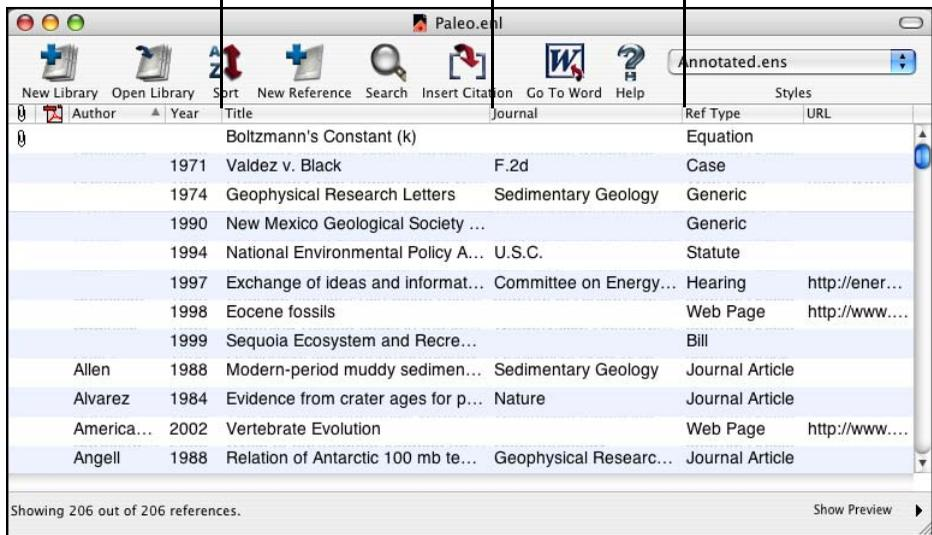 Paleo.enl
New Library Open Library Sort New Reference Search Insert Citation Go To Word Help Annotated.ens Styles
Author Year Title Journal Ref Type URL
Boltzmann's Constant (k) Equation
1971 Valdez v. Black F.2d Case
1974 Geophysical Research Letters Sedimentary Geology Generic
1990 New Mexico Geological Society ... Generic
1994 National Environmental Policy A... U.S.C. Statute
1997 Exchange of ideas and informat... Committee on Energy... Hearing http://ener...
1998 Eocene fossils Web Page http://www....
1999 Sequoia Ecosystem and Recre... Bill
Allen 1988 Modern-period muddy sedimen... Sedimentary Geology Journal Article
Alvarez 1984 Evidence from crater ages for p... Nature Journal Article
America... 2002 Vertebrate Evolution Web Page http://www....
Angell 1988 Relation of Antarctic 100 mb te... Geophysical Researc... Journal Article
Showing 206 out of 206 references. Show Preview